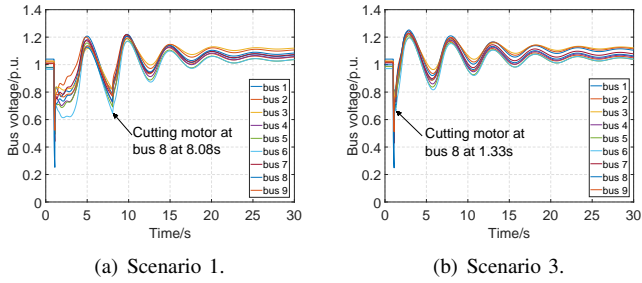 1.4
1.2
1
0.8
0.6
0.4
0.2
0
Bus voltage/p.u.
bus 1
bus 2
bus 3
bus 4
bus 5
bus 6
bus 7
bus 8
bus 9
Cutting motor at
bus 8 at 8.08s
0 5 10 15 20 25 30
Time/s
(a) Scenario 1.
1.4
1.2
1
0.8
0.6
0.4
0.2
0
Bus voltage/p.u.
bus 1
bus 2
bus 3
bus 4
bus 5
bus 6
bus 7
bus 8
bus 9
Cutting motor at
bus 8 at 1.33s
0 5 10 15 20 25 30
Time/s
(b) Scenario 3.